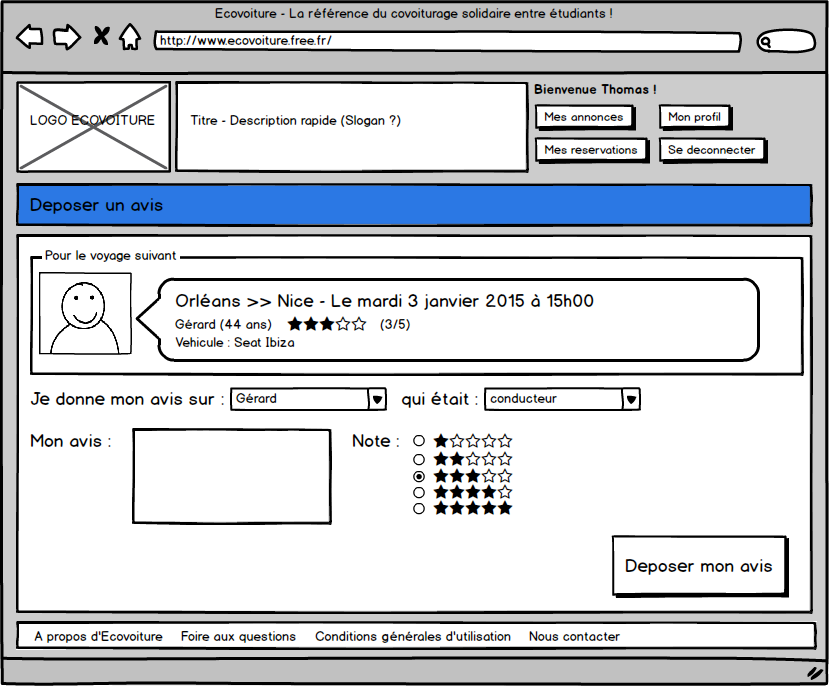 Ecovoiture - La référence du covoiturage solidaire entre étudiants !
http://www.ecovoiture.free.fr/
LOGO ECOVOITURE
Titre - Description rapide (Slogan ?)
Bienvenue Thomas !
Mes annonces
Mon profil
Mes reservations
Se deconnecter
Deposer un avis
Pour le voyage suivant
Orléans >> Nice - Le mardi 3 janvier 2015 à 15h00
Gérard (44 ans) ★★★☆☆ (3/5)
Vehicule : Seat Ibiza
Je donne mon avis sur : Gérard qui était : conducteur
Mon avis :
Note : ★☆☆☆☆
★★☆☆☆
★★★☆☆
★★★★☆
★★★★★
Deposer mon avis
A propos d'Ecovoiture Foire aux questions Conditions générales d'utilisation Nous contacter